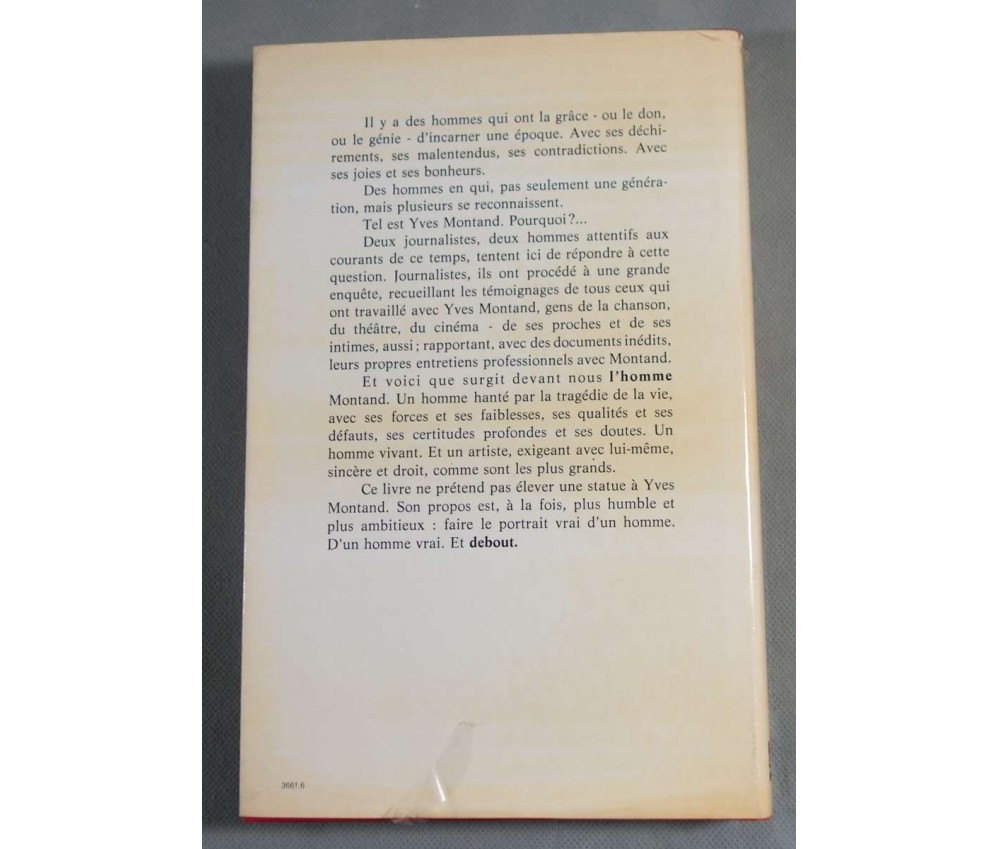 Il y a des hommes qui ont la grâce - ou le don,
ou le génie - d'incarner une époque. Avec ses déchi-
rements, ses malentendus, ses contradictions. Avec
ses joies et ses bonheurs.
Des hommes en qui, pas seulement une généra-
tion, mais plusieurs se reconnaissent.
Tel est Yves Montand. Pourquoi ?...
Deux journalistes, deux hommes attentifs aux
courants de ce temps, tentent ici de répondre à cette
question. Journalistes, ils ont procédé à une grande
enquête, recueillant les témoignages de tous ceux qui
ont travaillé avec Yves Montand, gens de la chanson,
du théâtre, du cinéma - de ses proches et de ses
intimes, aussi ; rapportant, avec des documents inédits,
leurs propres entretiens professionnels avec Montand.
Et voici que surgit devant nous l'homme
Montand. Un homme hanté par la tragédie de la vie,
avec ses forces et ses faiblesses, ses qualités et ses
défauts, ses certitudes profondes et ses doutes. Un
homme vivant. Et un artiste, exigeant avec lui-même,
sincère et droit, comme sont les plus grands.
Ce livre ne prétend pas élever une statue à Yves
Montand. Son propos est, à la fois, plus humble et
plus ambitieux : faire le portrait vrai d'un homme.
D'un homme vrai. Et debout.
3661.6